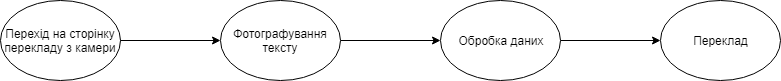 Перехід на сторінку
перекладу з камери
Фотографування
тексту
Обробка даних
Переклад